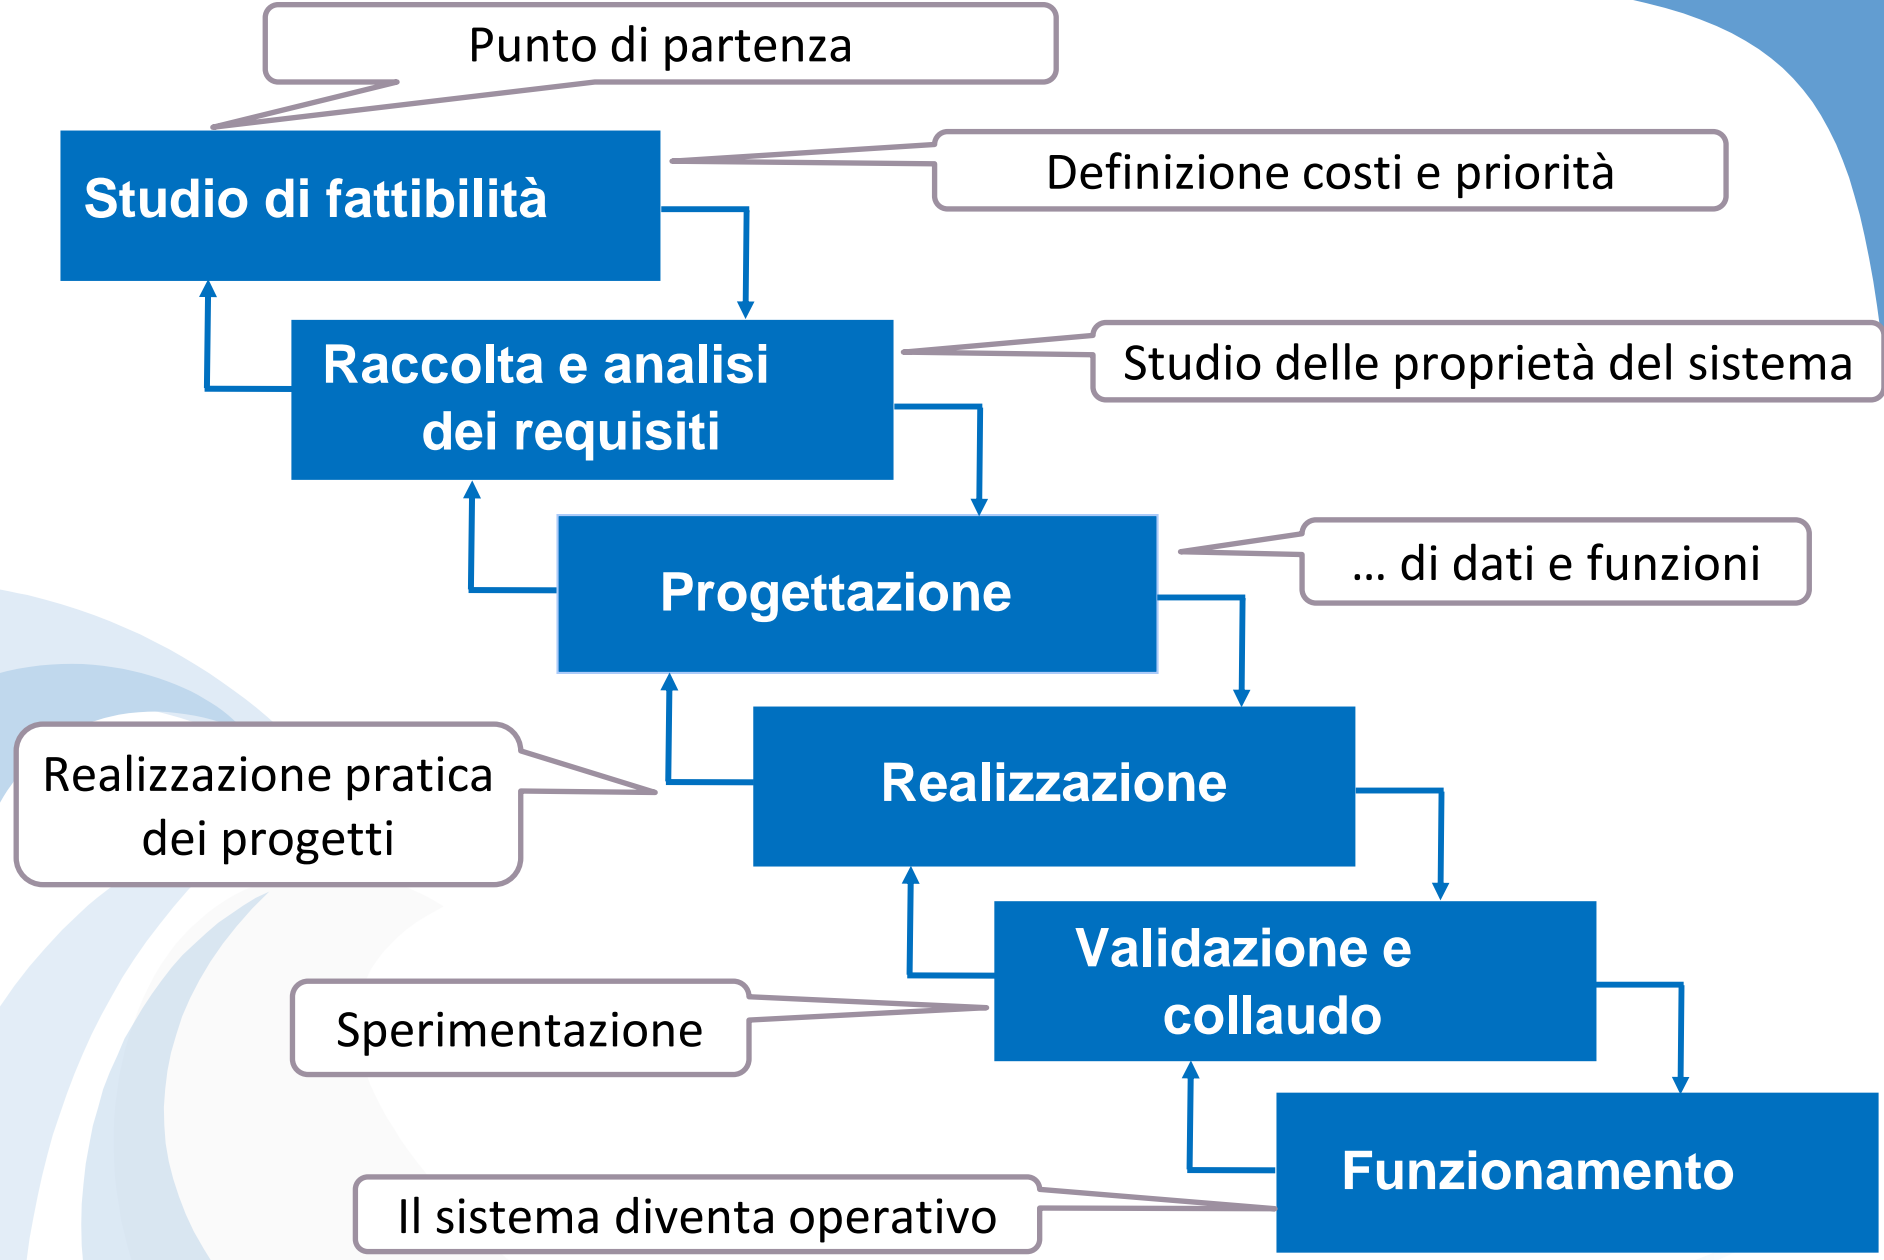 Punto di partenza
Studio di fattibilità
Definizione costi e priorità
Raccolta e analisi
dei requisiti
Studio delle proprietà del sistema
Progettazione
... di dati e funzioni
Realizzazione pratica
dei progetti
Realizzazione
Validazione e
collaudo
Sperimentazione
Funzionamento
Il sistema diventa operativo